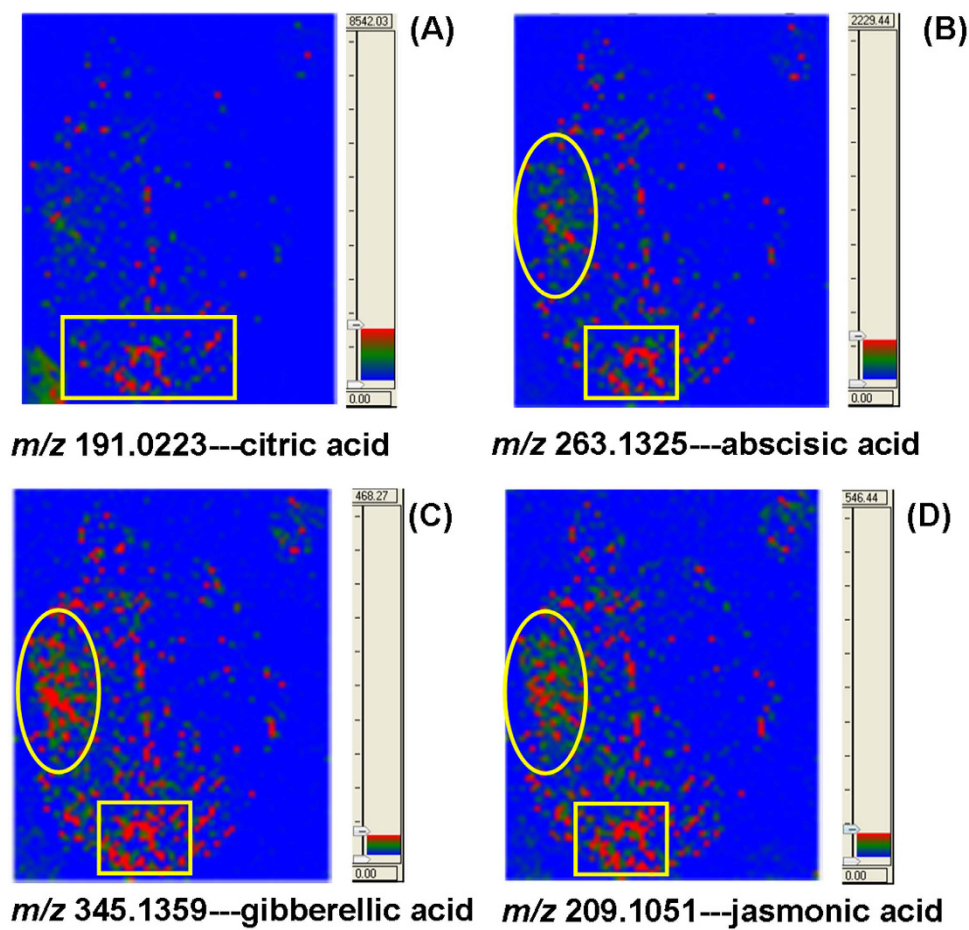 8542.03
(A)
0.00
m/z 191.0223---citric acid
2229.44
(B)
0.00
m/z 263.1325---abscisic acid
468.27
(C)
0.00
m/z 345.1359---gibberellic acid
546.44
(D)
0.00
m/z 209.1051---jasmonic acid